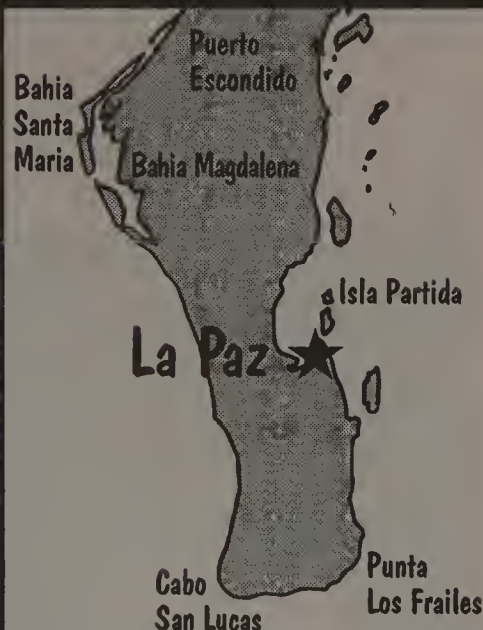 Puerto
Escondido
Bahia
Santa
Maria
Bahia Magdalena
Isla Partida
La Paz
Punta
Los Frailes
Cabo
San Lucas